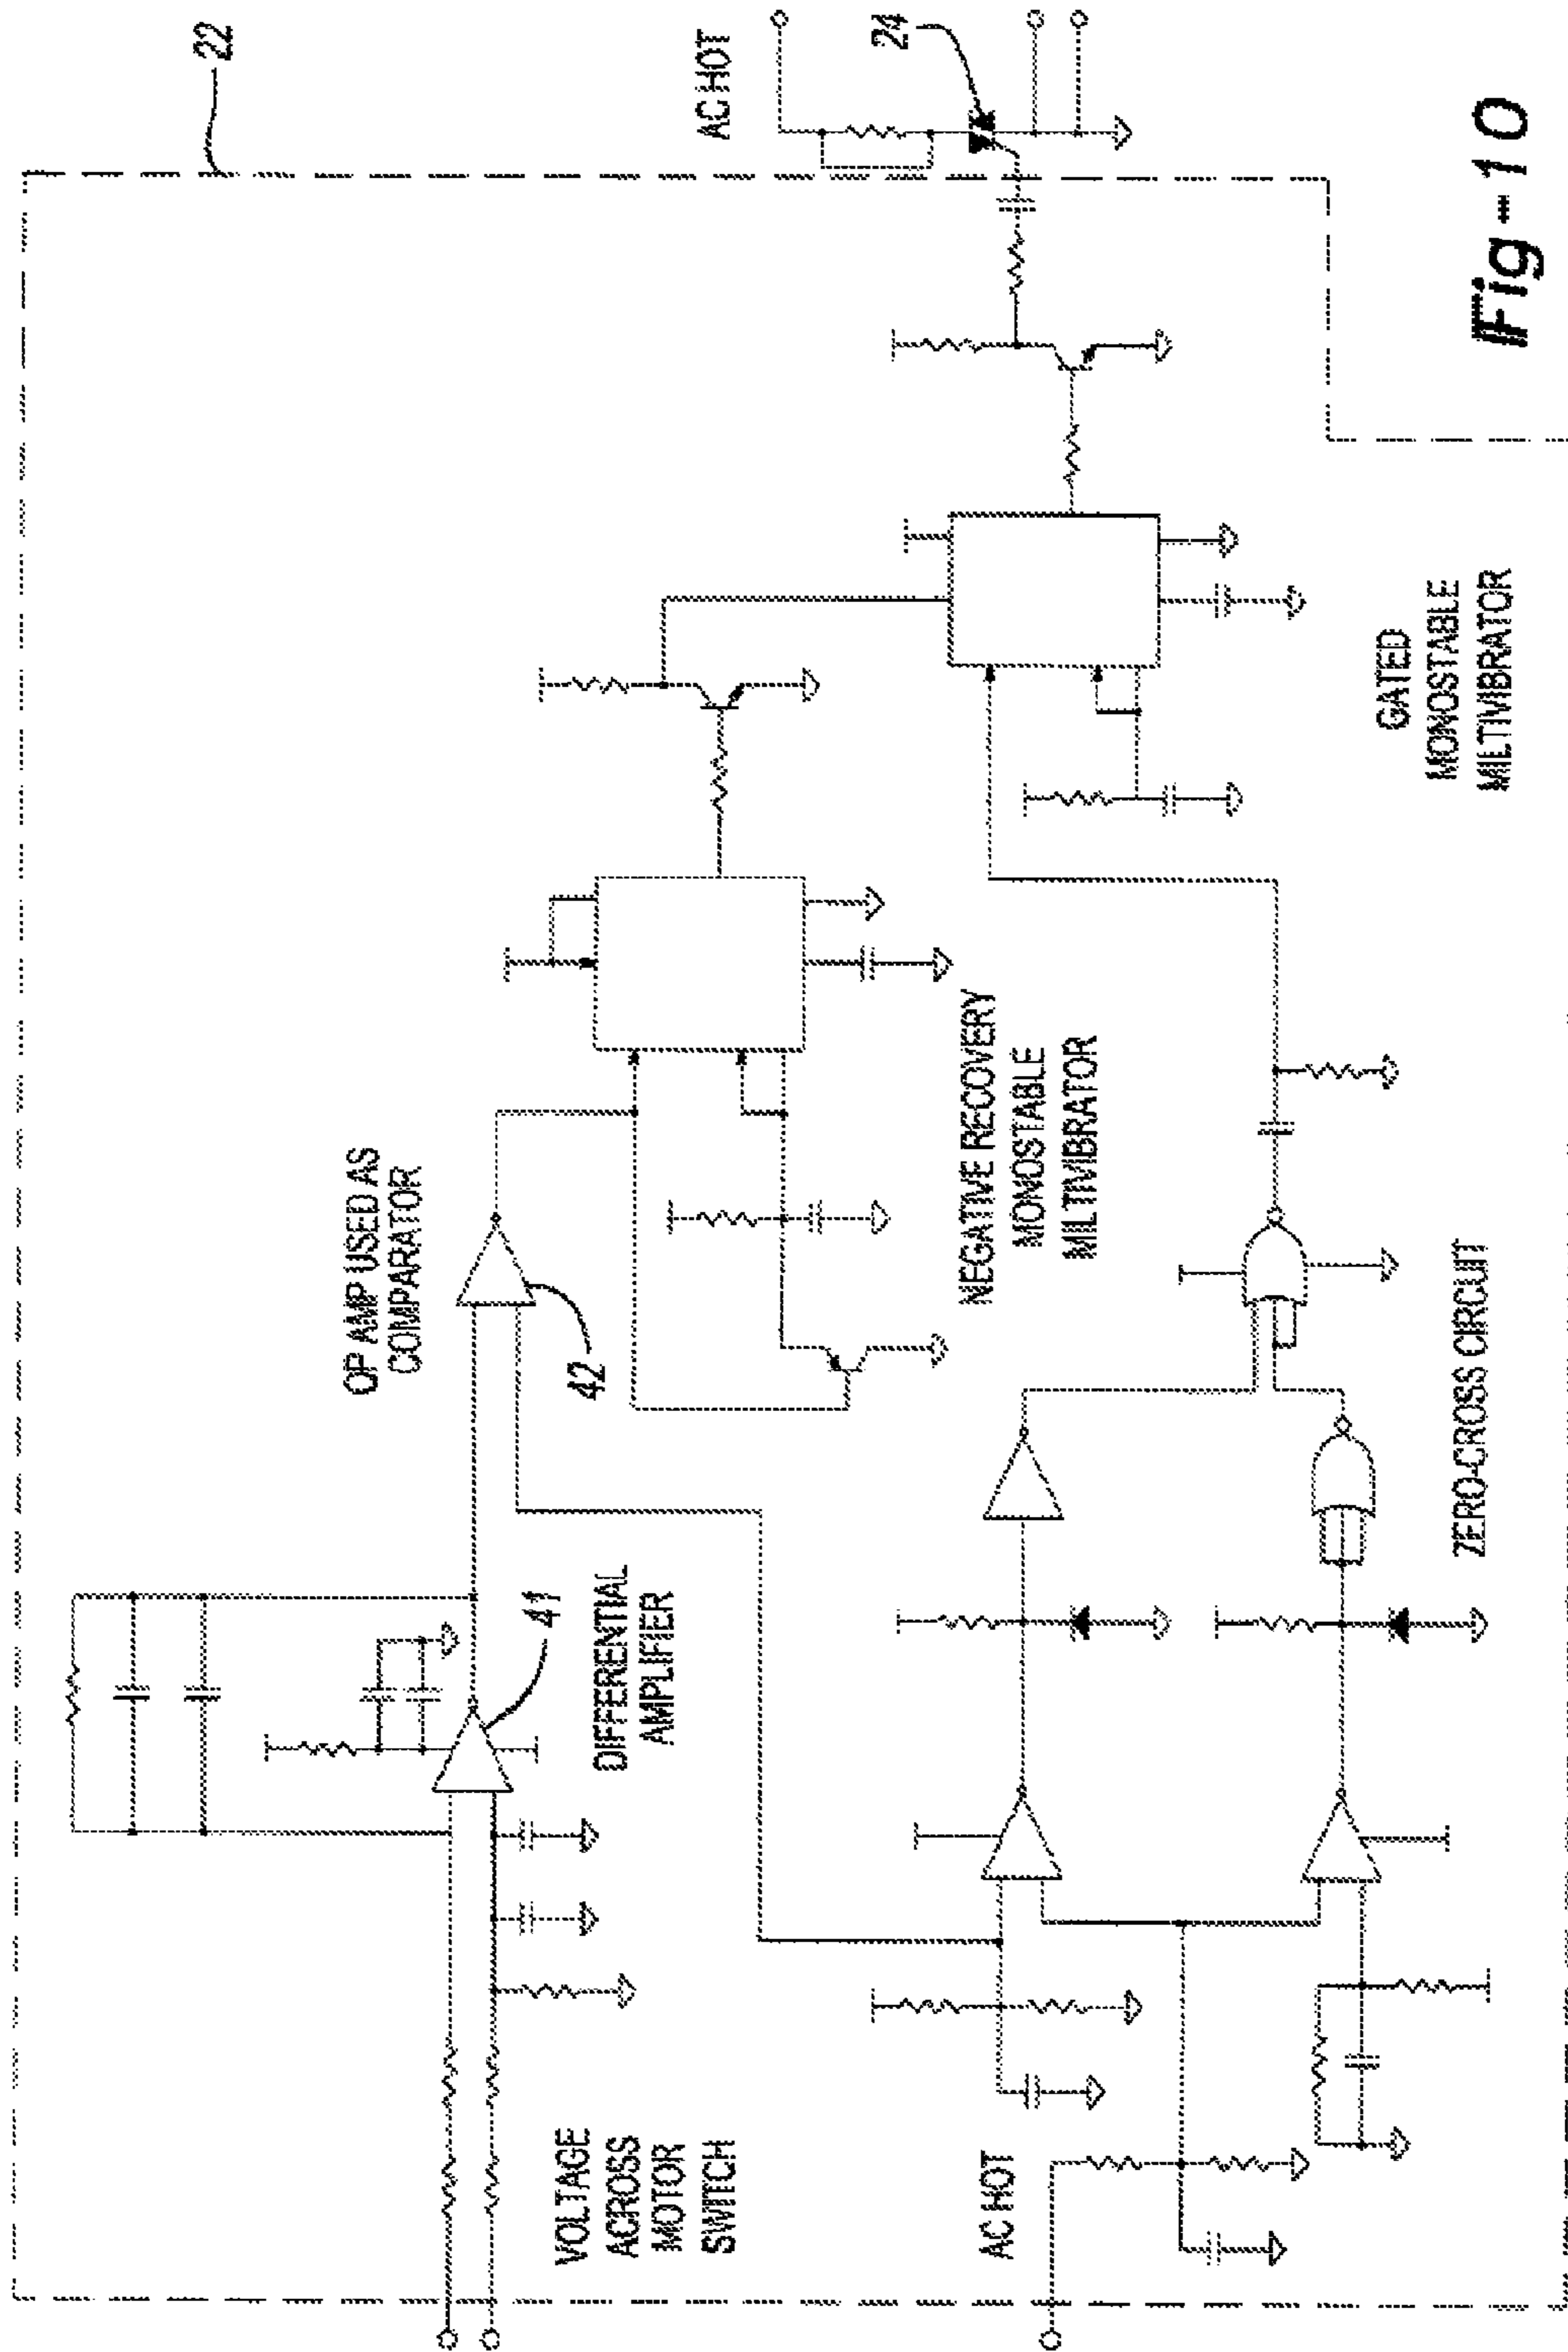 22
AC HOT
24
OP AMP USED AS
COMPARATOR
42
41
DIFFERENTIAL
AMPLIFIER
VOLTAGE
ACROSS
MOTOR
SWITCH
NEGATIVE RECOVERY
MONOSTABLE
MILTIVIBRATOR
GATED
MONOSTABLE
MILTIVIBRATOR
AC HOT
ZERO-CROSS CIRCUIT
Fig-10